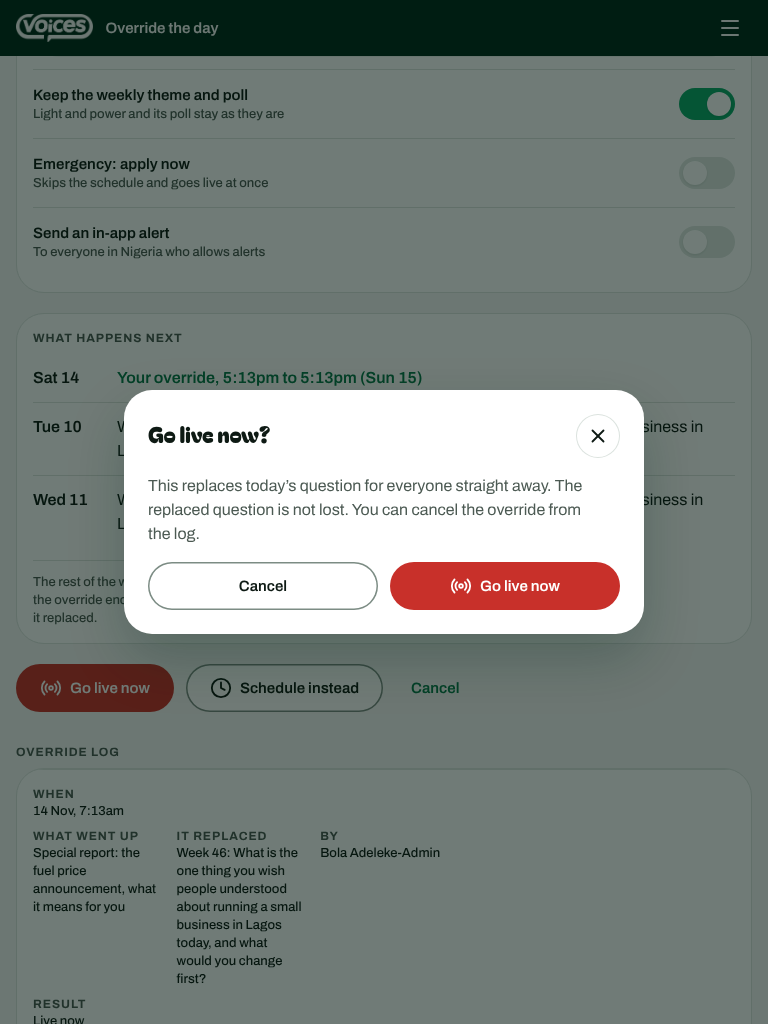 voices
Override the day
Keep the weekly theme and poll
Light and power and its poll stay as they are
Emergency: apply now
Skips the schedule and goes live at once
Send an in-app alert
To everyone in Nigeria who allows alerts
WHAT HAPPENS NEXT
Sat 14
Your override, 5:13pm to 5:13pm (Sun 15)
Tue 10
in
Wed 11
in
Go live now?
This replaces today’s question for everyone straight away. The
replaced question is not lost. You can cancel the override from
the log.
Cancel
Go live now
The rest of the
the override
it replaced.
Go live now
Schedule instead
Cancel
OVERRIDE LOG
WHEN
14 Nov, 7:13am
WHAT WENT UP
Special report: the
fuel price
announcement, what
it means for you
IT REPLACED
Week 46: What is the
one thing you wish
people understood
about running a small
business in Lagos
today, and what
would you change
first?
BY
Bola Adeleke-Admin
RESULT
Live now